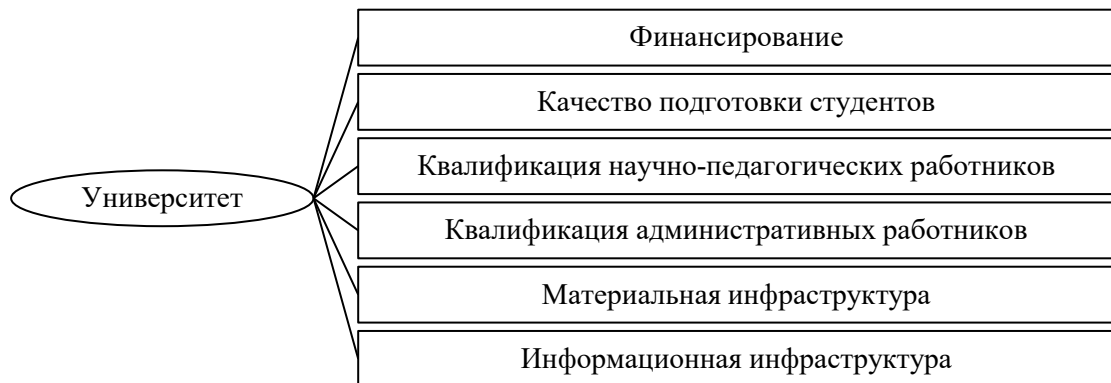 Финансирование
Качество подготовки студентов
Квалификация научно-педагогических работников
Университет
Квалификация административных работников
Материальная инфраструктура
Информационная инфраструктура